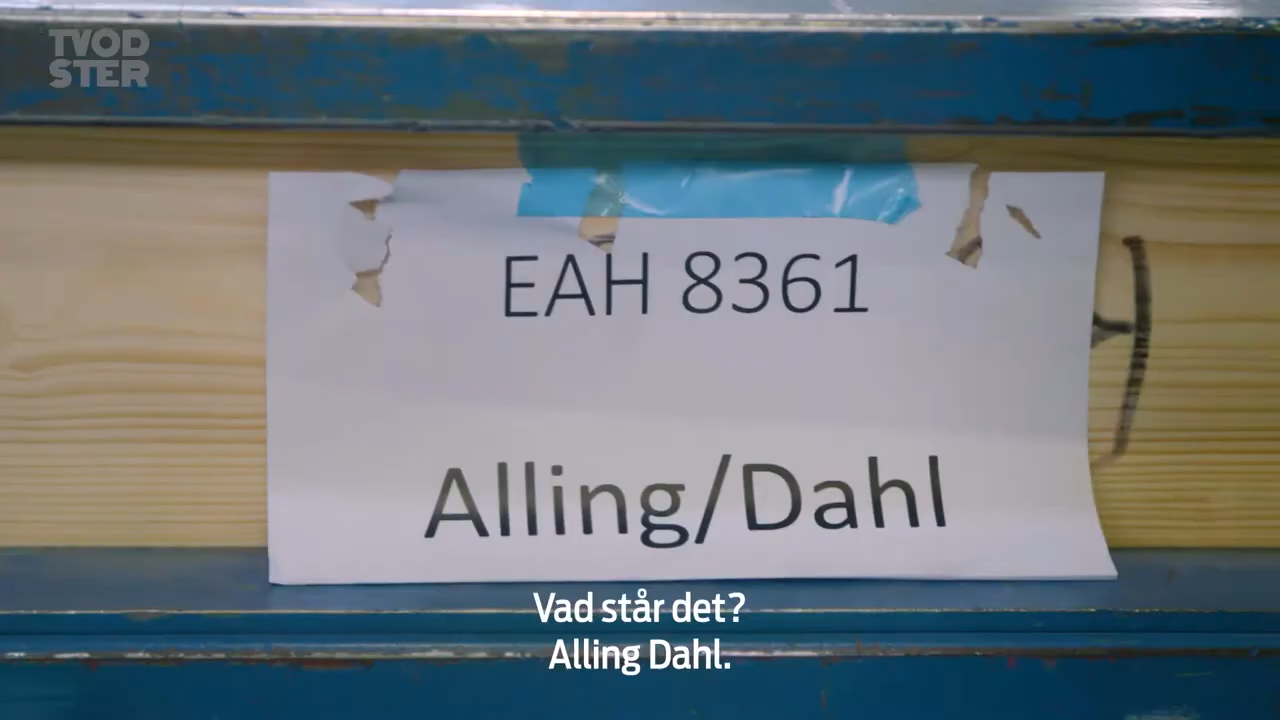 TVOD
STER
EAH 8361
Alling/Dahl
Vad står det?
Alling Dahl.